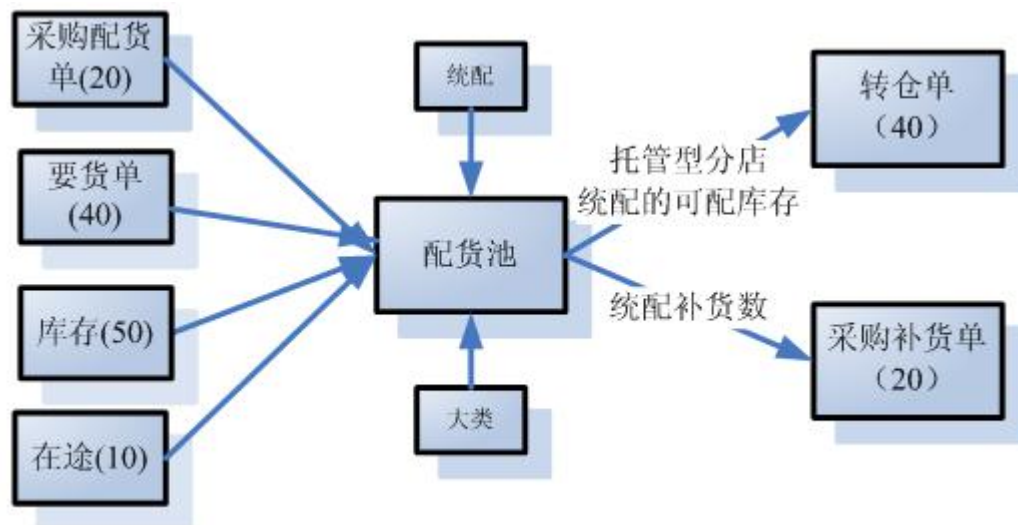 采购配货
单(20)
要货单
(40)
库存(50)
在途(10)
统配
配货池
大类
托管型分店
统配的可配库存
统配补货数
转仓单
（40）
采购补货单
（20）